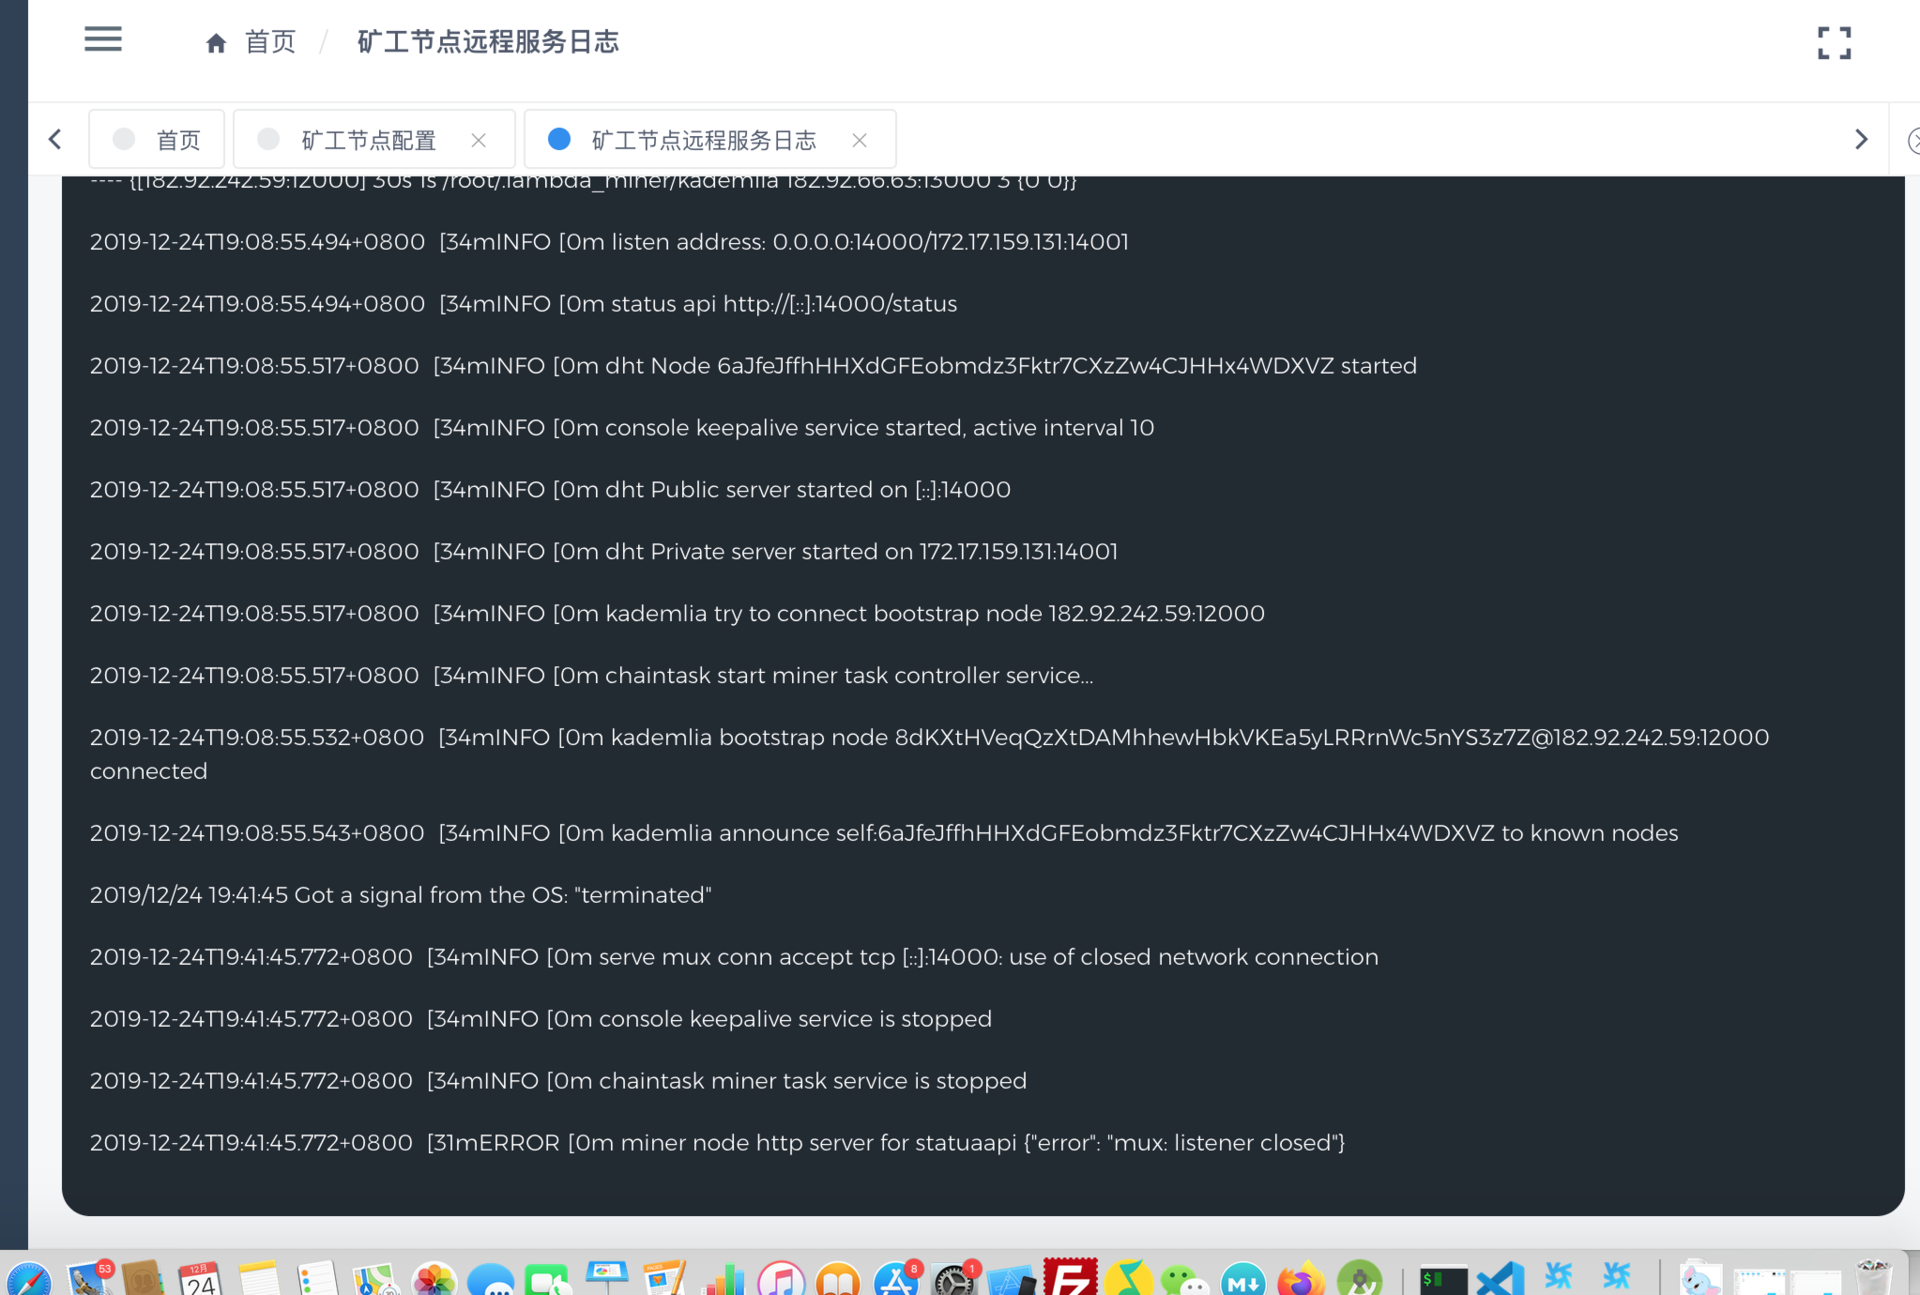 首页 / 矿工节点远程服务日志
首页 矿工节点配置 矿工节点远程服务日志
---- {[182.92.242.59:12000] 30s 1s /root/.lambda_miner/kademlia 182.92.66.63:13000 3 {0 0}}
2019-12-24T19:08:55.494+0800 [34mINFO [0m listen address: 0.0.0.0:14000/172.17.159.131:14001
2019-12-24T19:08:55.494+0800 [34mINFO [0m status api http://[::]:14000/status
2019-12-24T19:08:55.517+0800 [34mINFO [0m dht Node 6aJfeJffhHHXdGFEobmdz3Fktr7CXzZw4CJHHx4WDXVZ started
2019-12-24T19:08:55.517+0800 [34mINFO [0m console keepalive service started, active interval 10
2019-12-24T19:08:55.517+0800 [34mINFO [0m dht Public server started on [::]:14000
2019-12-24T19:08:55.517+0800 [34mINFO [0m dht Private server started on 172.17.159.131:14001
2019-12-24T19:08:55.517+0800 [34mINFO [0m kademlia try to connect bootstrap node 182.92.242.59:12000
2019-12-24T19:08:55.517+0800 [34mINFO [0m chaintask start miner task controller service...
2019-12-24T19:08:55.532+0800 [34mINFO [0m kademlia bootstrap node 8dKXtHVeqQzXtDAMhhewHbkVKEa5yLRRrnWc5nYS3z7Z@182.92.242.59:12000
connected
2019-12-24T19:08:55.543+0800 [34mINFO [0m kademlia announce self:6aJfeJffhHHXdGFEobmdz3Fktr7CXzZw4CJHHx4WDXVZ to known nodes
2019/12/24 19:41:45 Got a signal from the OS: "terminated"
2019-12-24T19:41:45.772+0800 [34mINFO [0m serve mux conn accept tcp [::]:14000: use of closed network connection
2019-12-24T19:41:45.772+0800 [34mINFO [0m console keepalive service is stopped
2019-12-24T19:41:45.772+0800 [34mINFO [0m chaintask miner task service is stopped
2019-12-24T19:41:45.772+0800 [31mERROR [0m miner node http server for statuaapi {"error": "mux: listener closed"}
53 12月 24 PAGES 8 1 FZ M $